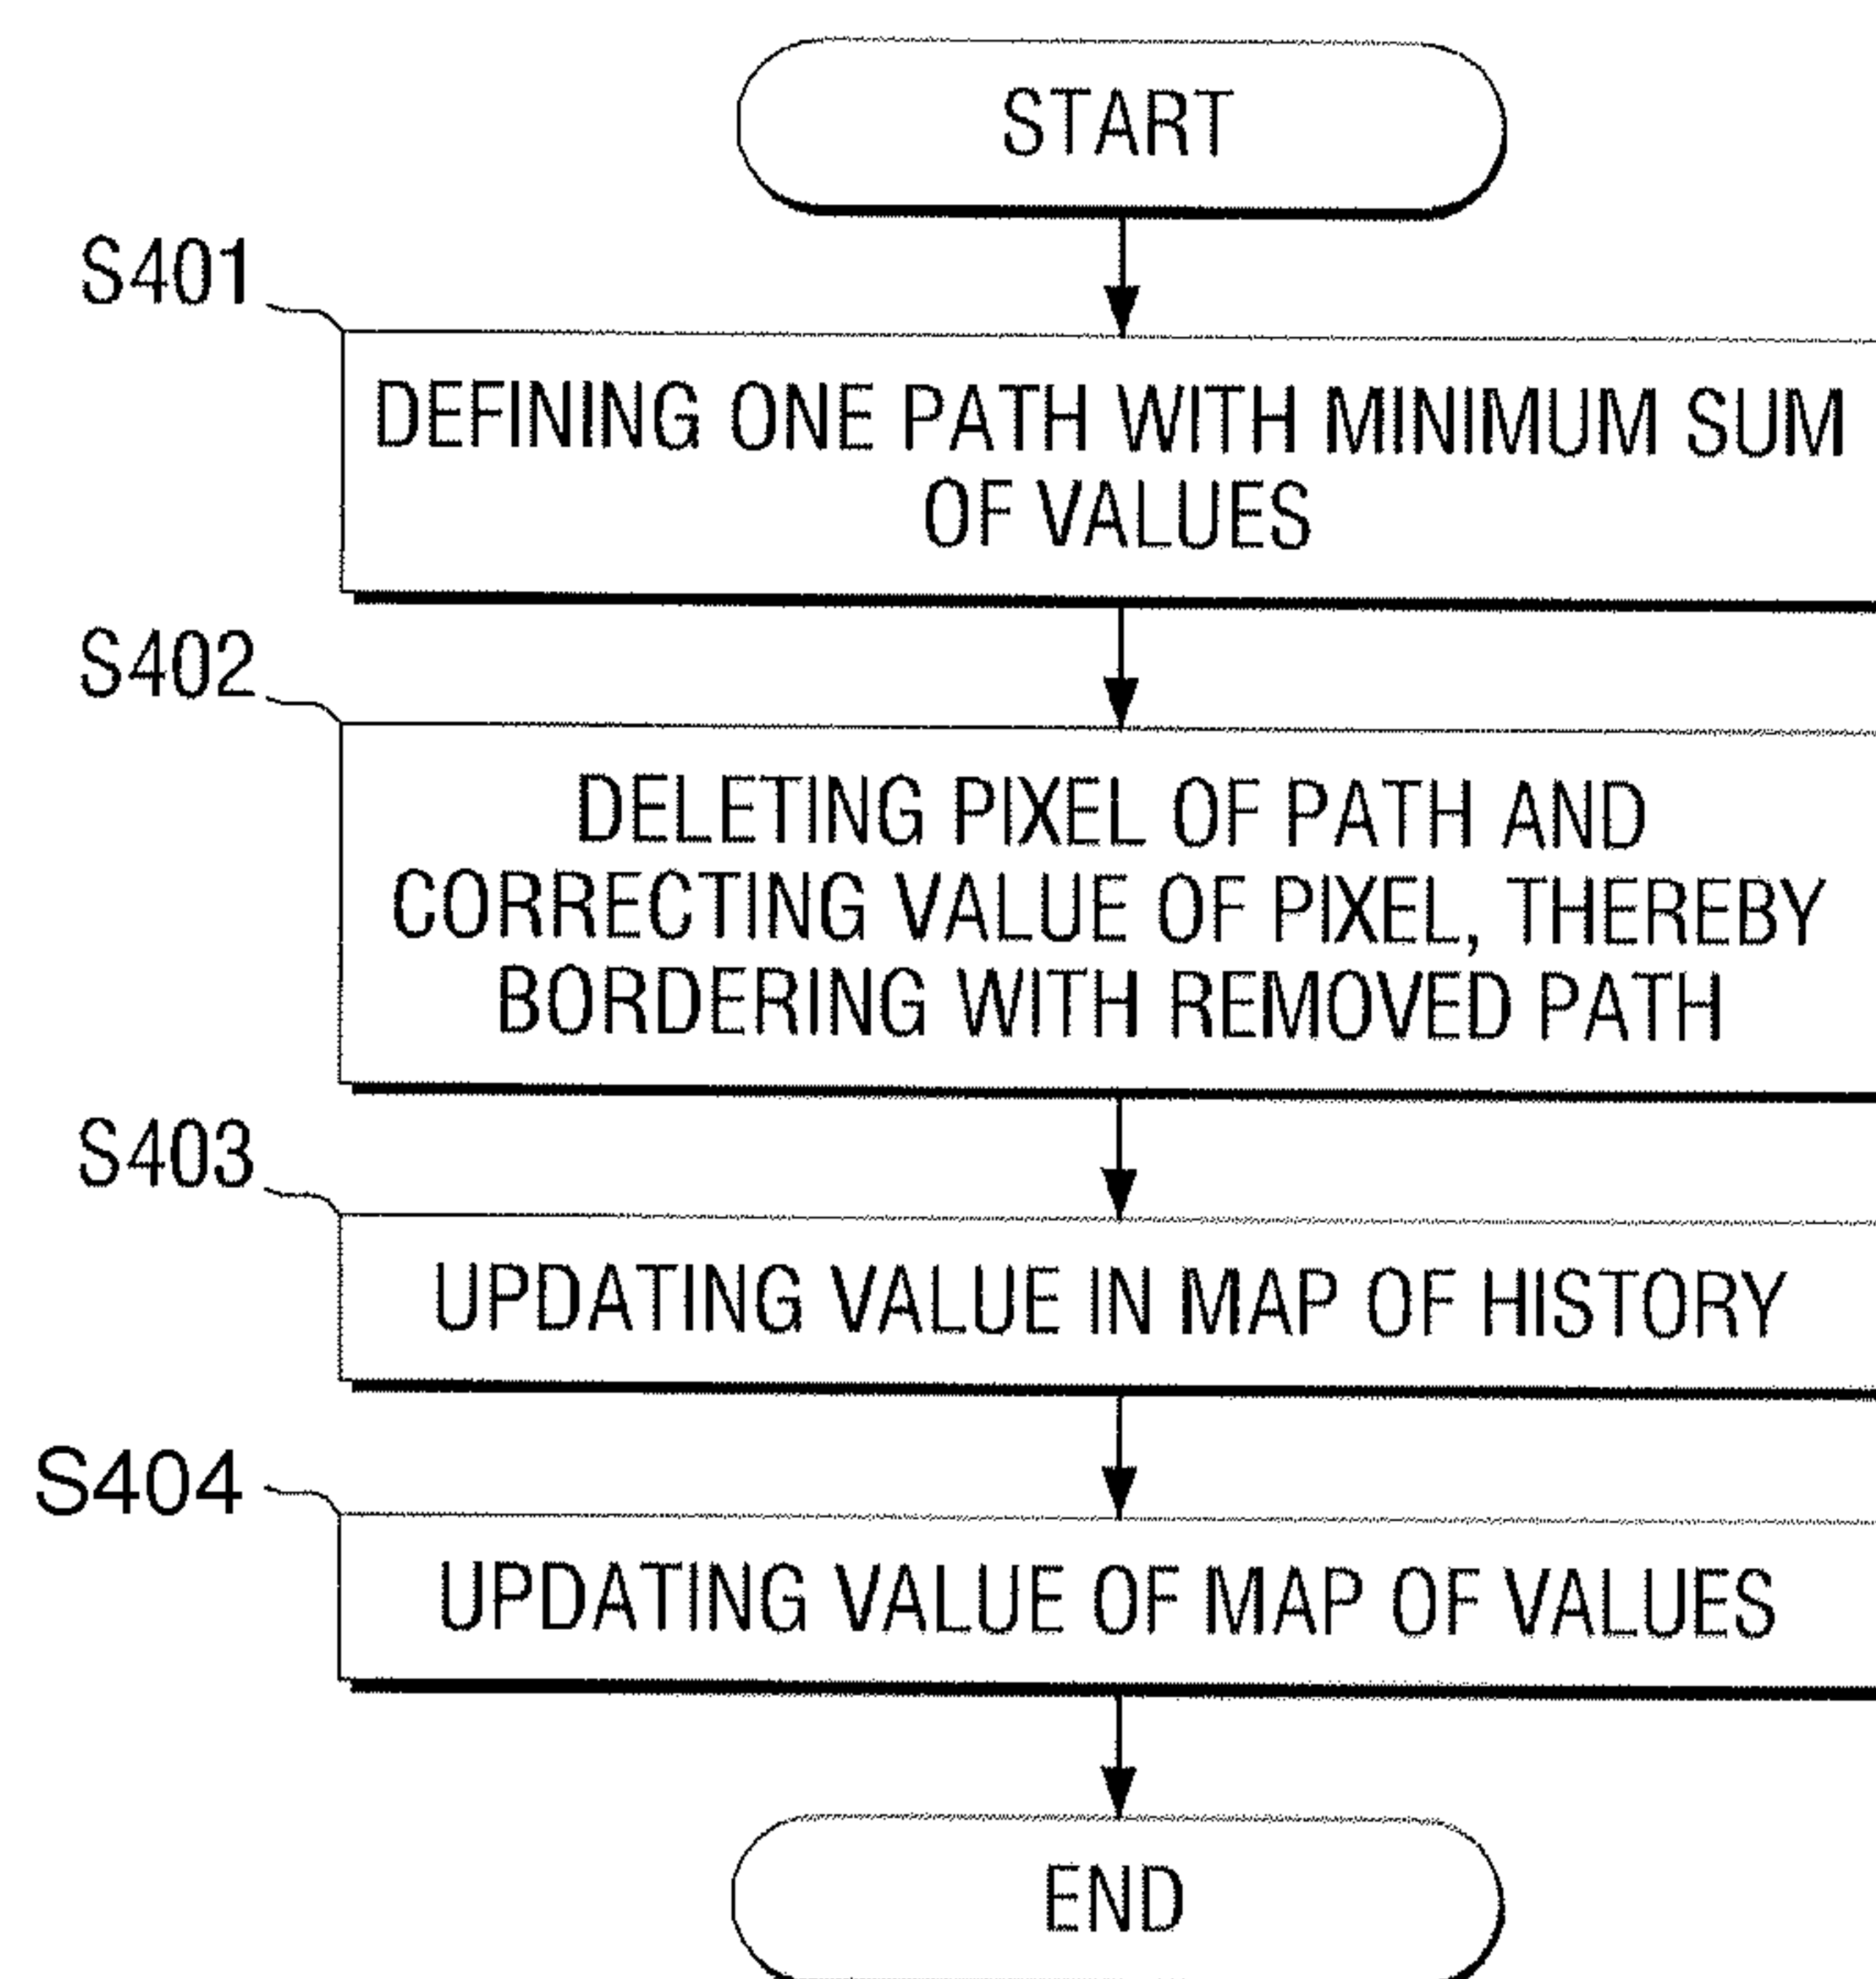 START
S401
DEFINING ONE PATH WITH MINIMUM SUM
OF VALUES
S402
DELETING PIXEL OF PATH AND
CORRECTING VALUE OF PIXEL, THEREBY
BORDERING WITH REMOVED PATH
S403
UPDATING VALUE IN MAP OF HISTORY
S404
UPDATING VALUE OF MAP OF VALUES
END